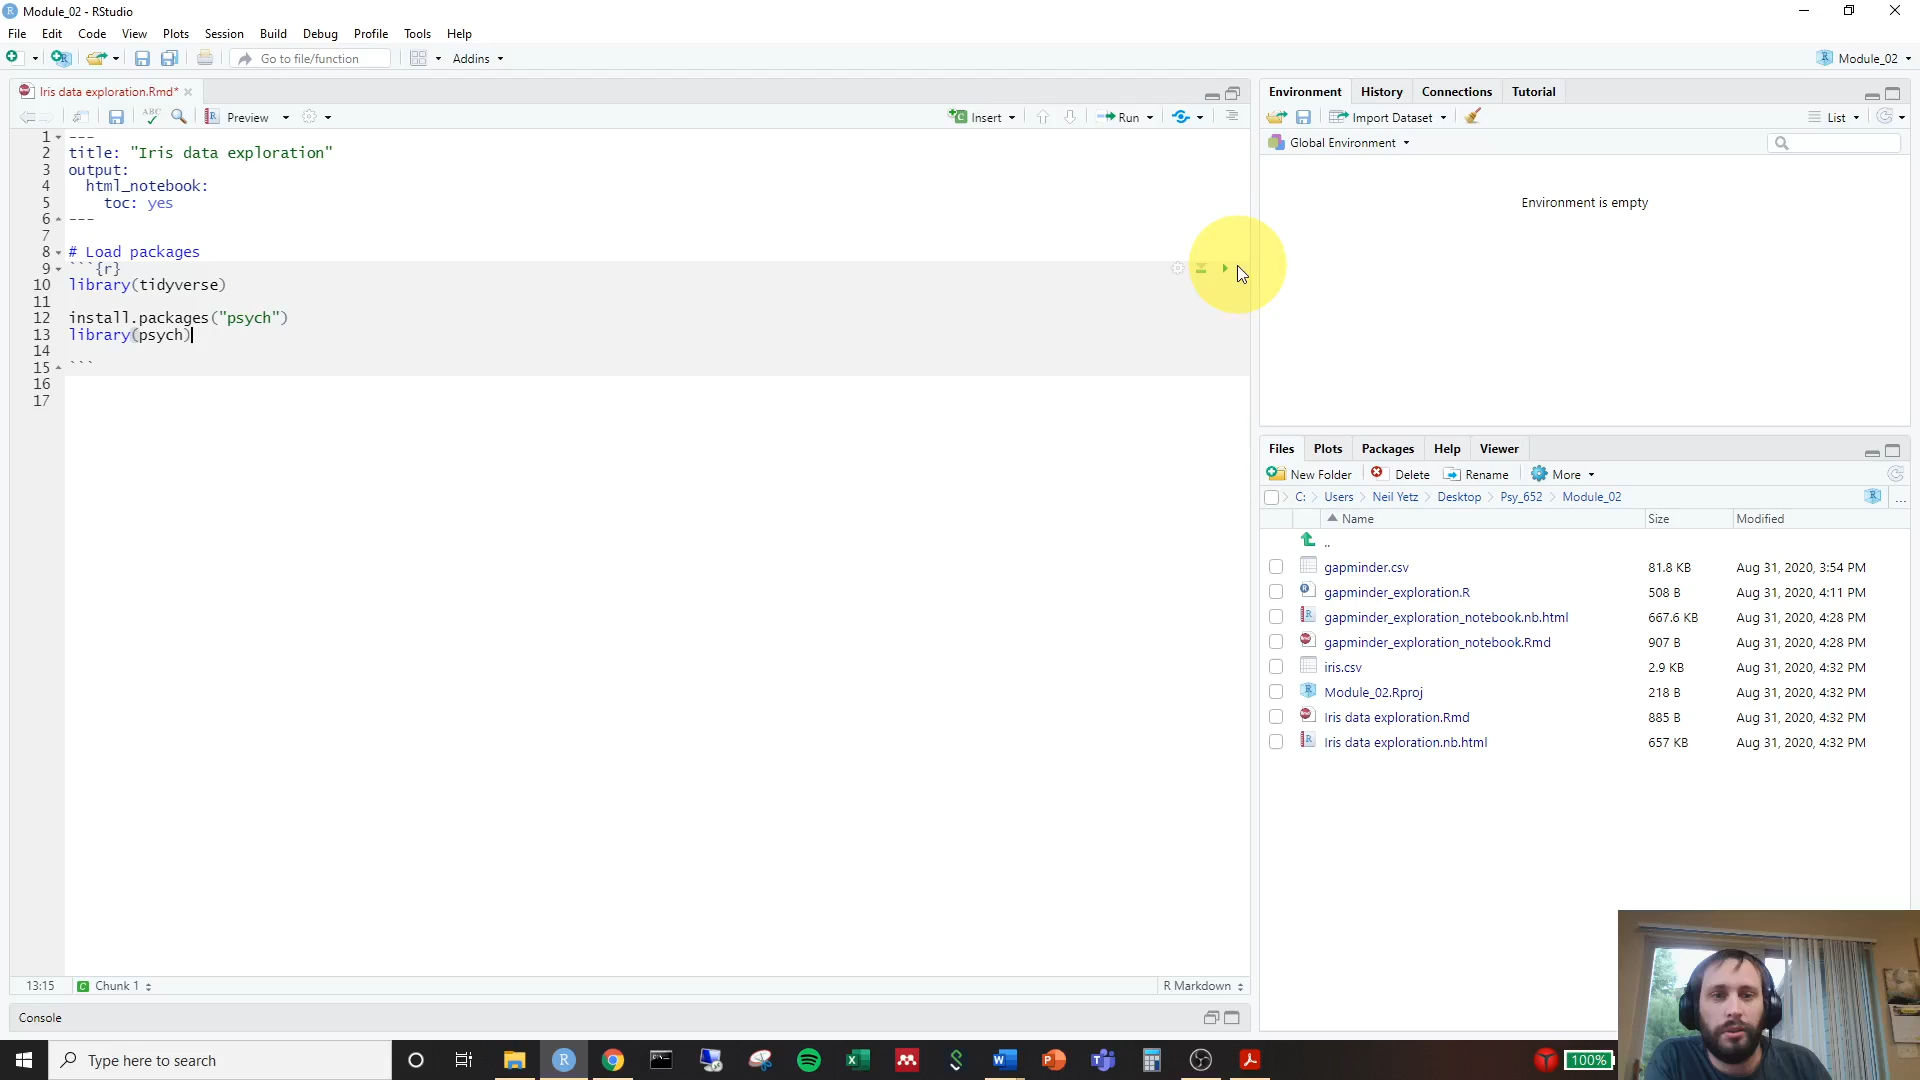 Module_02 - RStudio
File Edit Code View Plots Session Build Debug Profile Tools Help
Go to file/function Addins Module_02
Iris data exploration.Rmd*
ABC Preview Insert Run
1 ---
2 title: "Iris data exploration"
3 output:
4 html_notebook:
5 toc: yes
6 ---
7
8 # Load packages
9 ```{r}
10 library(tidyverse)
11
12 install.packages("psych")
13 library(psych)
14
15 ```
16
17
13:15 Chunk 1 R Markdown
Console
Environment History Connections Tutorial
Import Dataset List
Global Environment
Environment is empty
Files Plots Packages Help Viewer
New Folder Delete Rename More
C: Users Neil Yetz Desktop Psy_652 Module_02 ...
Name Size Modified
..
gapminder.csv 81.8 KB Aug 31, 2020, 3:54 PM
gapminder_exploration.R 508 B Aug 31, 2020, 4:11 PM
gapminder_exploration_notebook.nb.html 667.6 KB Aug 31, 2020, 4:28 PM
gapminder_exploration_notebook.Rmd 907 B Aug 31, 2020, 4:28 PM
iris.csv 2.9 KB Aug 31, 2020, 4:32 PM
Module_02.Rproj 218 B Aug 31, 2020, 4:32 PM
Iris data exploration.Rmd 885 B Aug 31, 2020, 4:32 PM
Iris data exploration.nb.html 657 KB Aug 31, 2020, 4:32 PM
Type here to search
100%